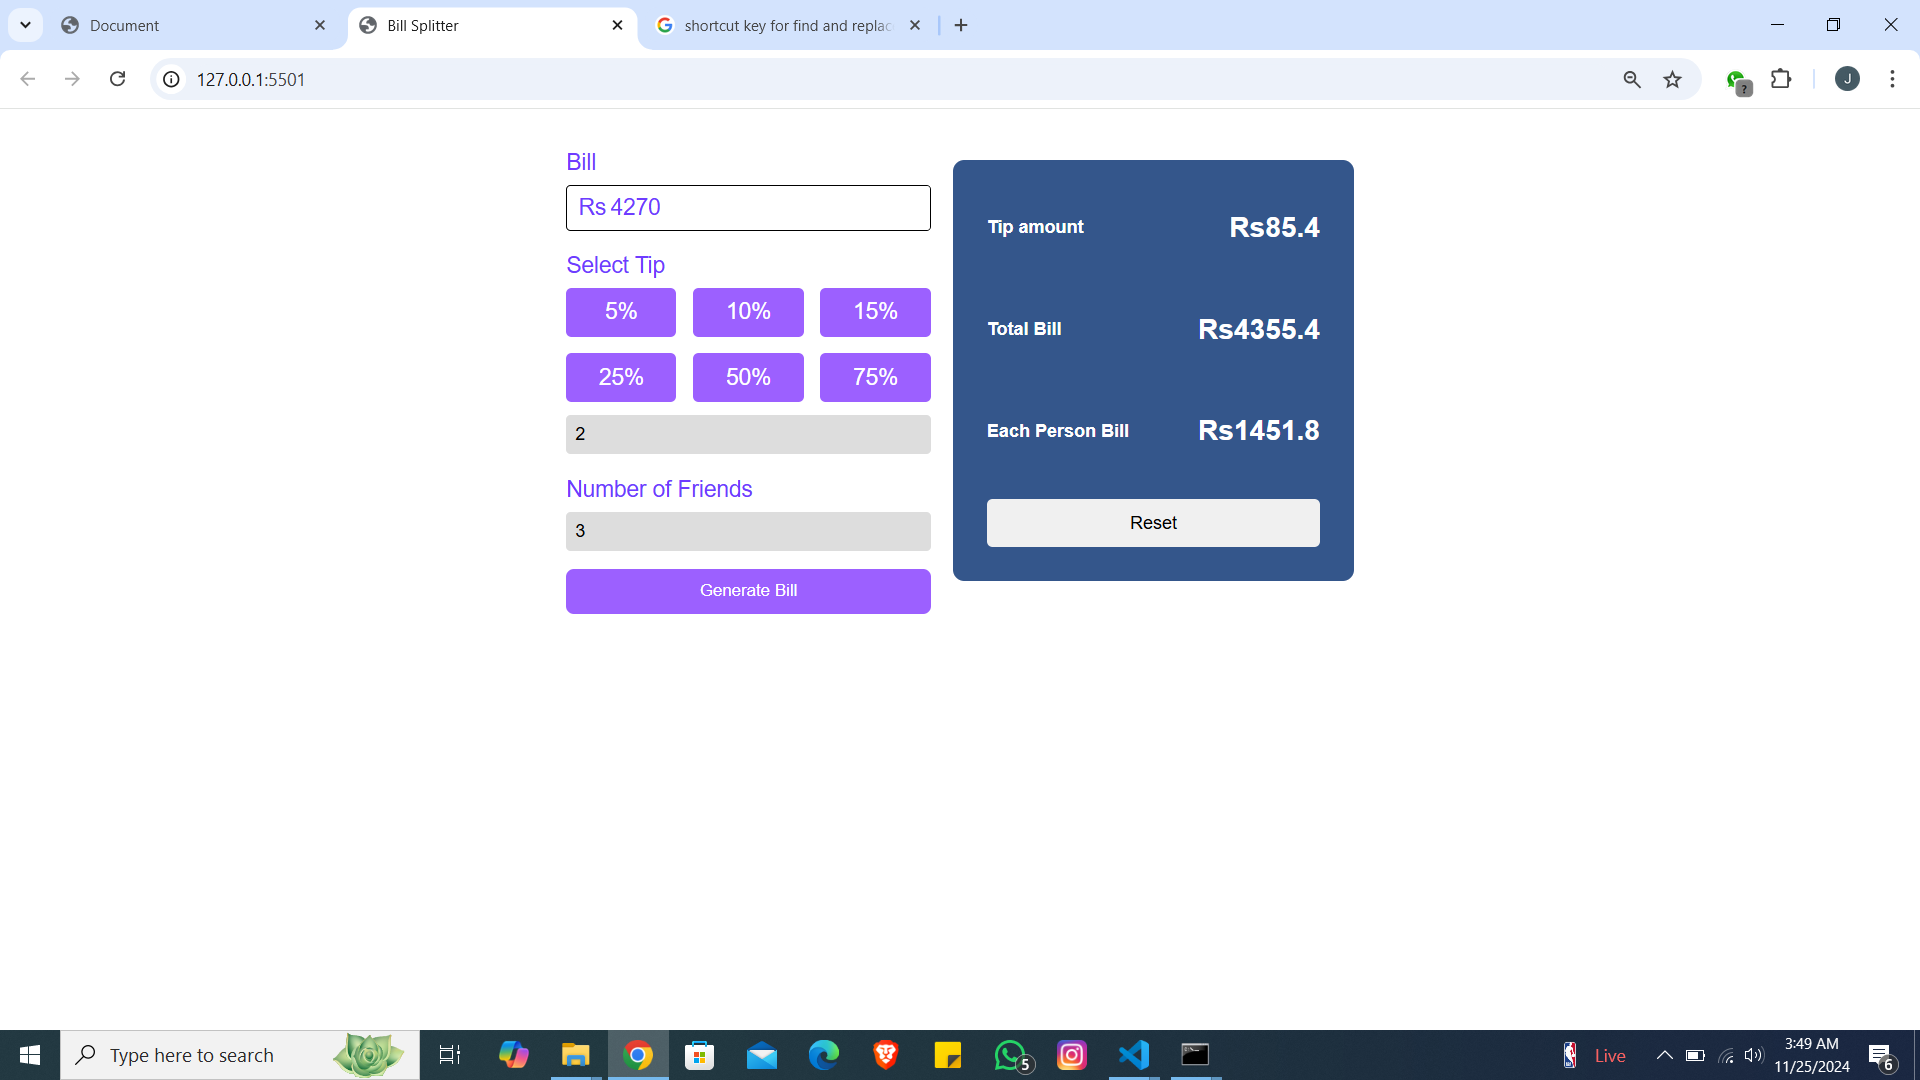 Document
Bill Splitter
shortcut key for find and replac
127.0.0.1:5501
J
?
Bill
Rs 4270
Select Tip
5% 10% 15%
25% 50% 75%
2
Number of Friends
3
Generate Bill
Tip amount Rs85.4
Total Bill Rs4355.4
Each Person Bill Rs1451.8
Reset
Type here to search
5
Live
3:49 AM
11/25/2024
6